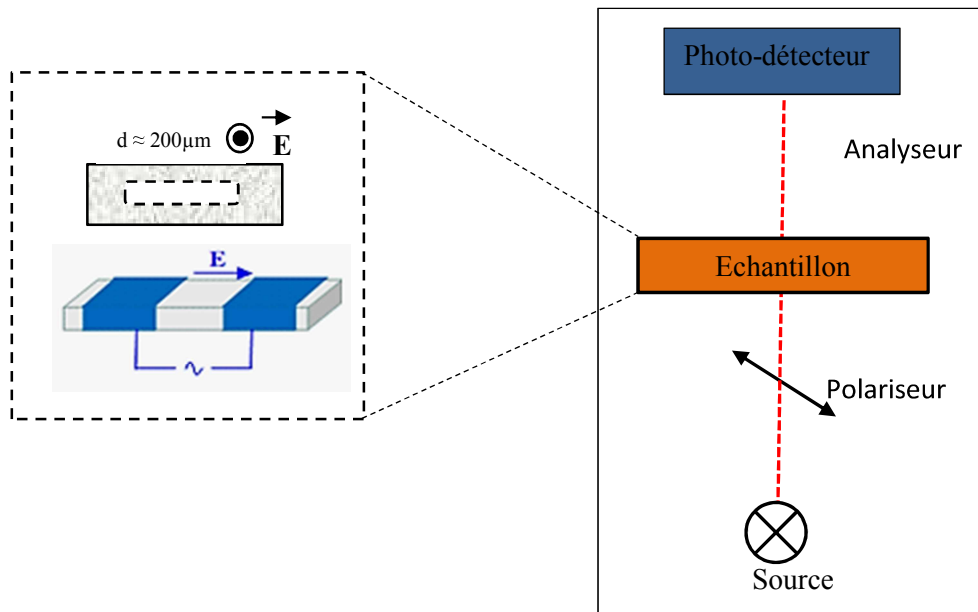 Photo-détecteur
d ≈ 200µm
E
Analyseur
E
Echantillon
Polariseur
Source